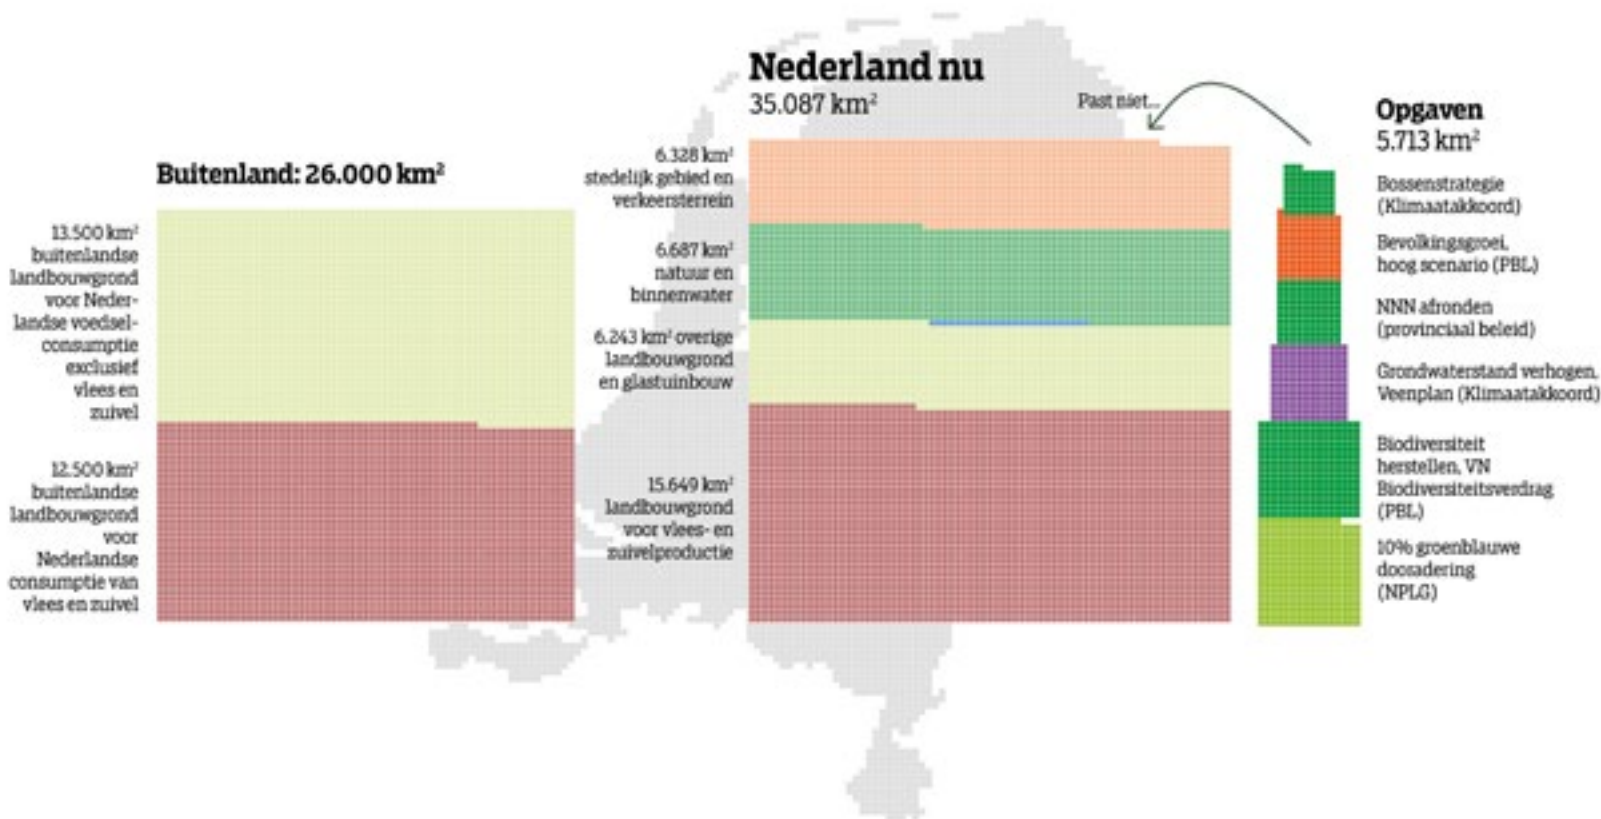 Buitenland: 26.000 km²
13.500 km²
buitenlandse
landbouwgrond
voor Neder-
landse voedsel-
consumptie
exclusief
vlees en
zuivel
12.500 km²
buitenlandse
landbouwgrond
voor
Nederlandse
consumptie van
vlees en zuivel
Nederland nu
35.087 km²
6.328 km²
stedelijk gebied en
verkeersterrein
6.687 km²
natuur en
binnenwater
6.243 km² overige
landbouwgrond
en glastuinbouw
15.649 km²
landbouwgrond
voor vlees- en
zuivelproductie
Past niet...
Opgaven
5.713 km²
Bossenstrategie
(Klimaatakkoord)
Bevolkingsgroei,
hoog scenario (PBL)
NNN afronden
(provinciaal beleid)
Grondwaterstand verhogen,
Veenplan (Klimaatakkoord)
Biodiversiteit
herstellen, VN
Biodiversiteitsverdrag
(PBL)
10% groenblauwe
dooradering
(NPLG)